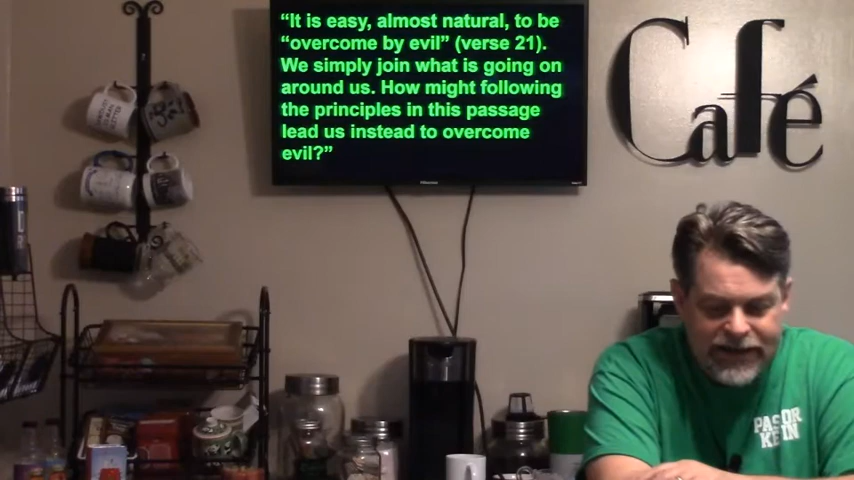 “It is easy, almost natural, to be
“overcome by evil” (verse 21).
We simply join what is going on
around us. How might following
the principles in this passage
lead us instead to overcome
evil?”
Café
PASTOR
KEVIN